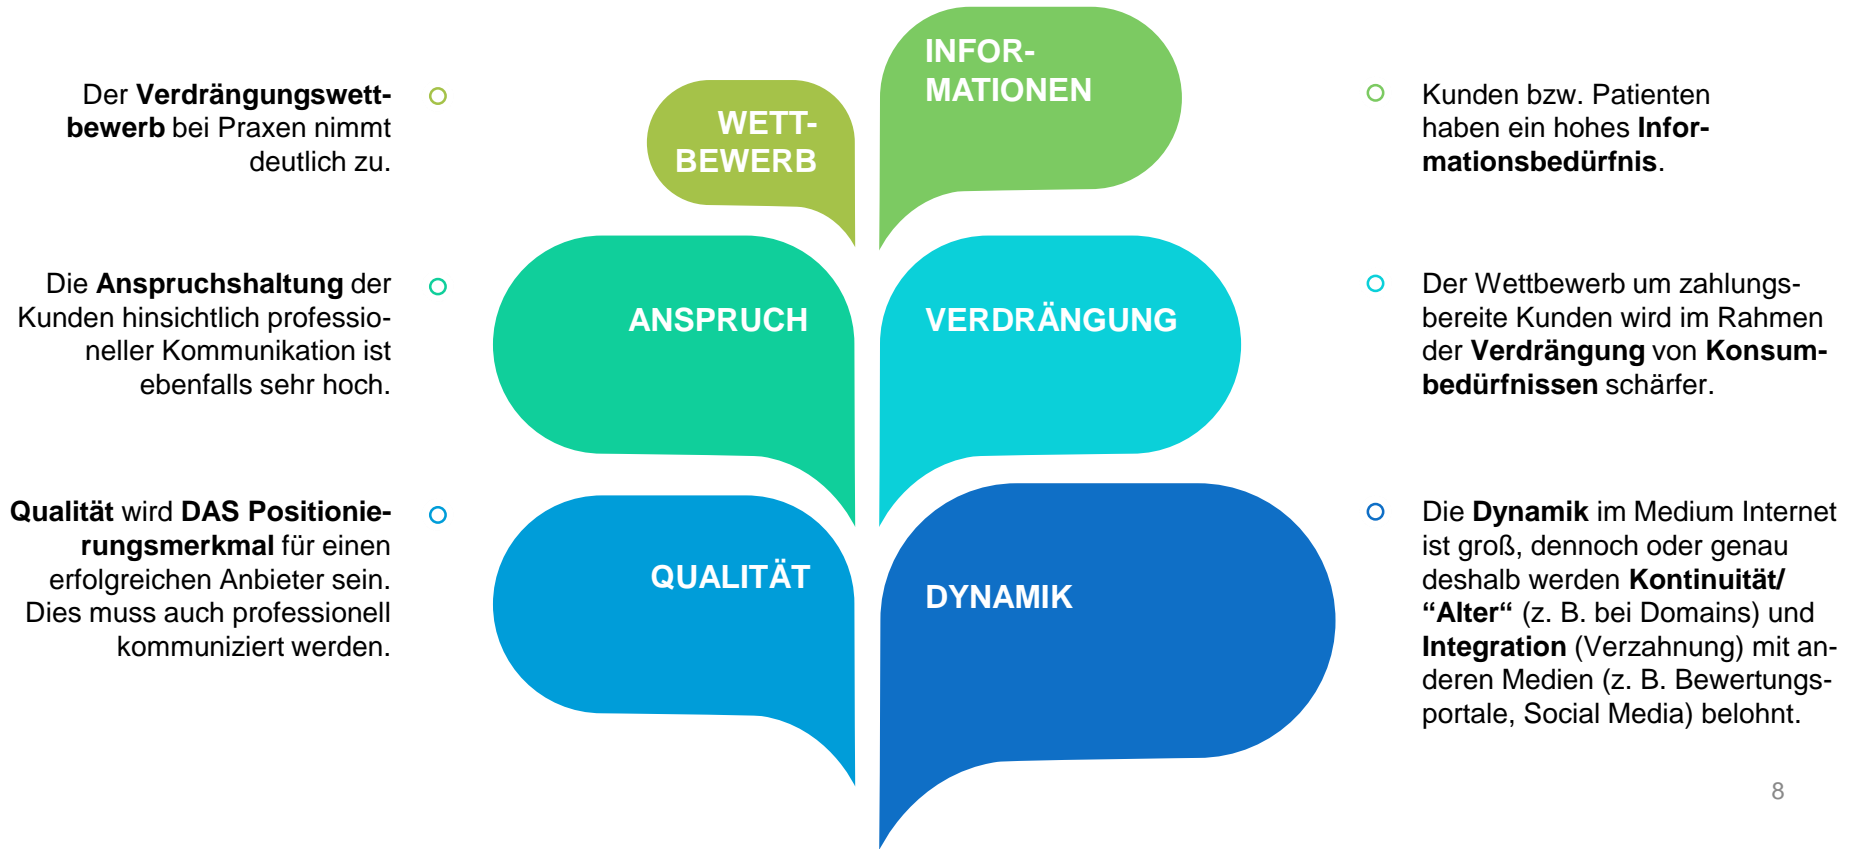 Der Verdrängungswett-
bewerb bei Praxen nimmt
deutlich zu.
WETT-
BEWERB
INFOR-
MATIONEN
Kunden bzw. Patienten
haben ein hohes Infor-
mationsbedürfnis.
Die Anspruchshaltung der
Kunden hinsichtlich professio-
neller Kommunikation ist
ebenfalls sehr hoch.
ANSPRUCH
VERDRÄNGUNG
Der Wettbewerb um zahlungs-
bereite Kunden wird im Rahmen
der Verdrängung von Konsum-
bedürfnissen schärfer.
Qualität wird DAS Positionie-
rungsmerkmal für einen
erfolgreichen Anbieter sein.
Dies muss auch professionell
kommuniziert werden.
QUALITÄT
DYNAMIK
Die Dynamik im Medium Internet
ist groß, dennoch oder genau
deshalb werden Kontinuität/
“Alter“ (z. B. bei Domains) und
Integration (Verzahnung) mit an-
deren Medien (z. B. Bewertungs-
portale, Social Media) belohnt.
8